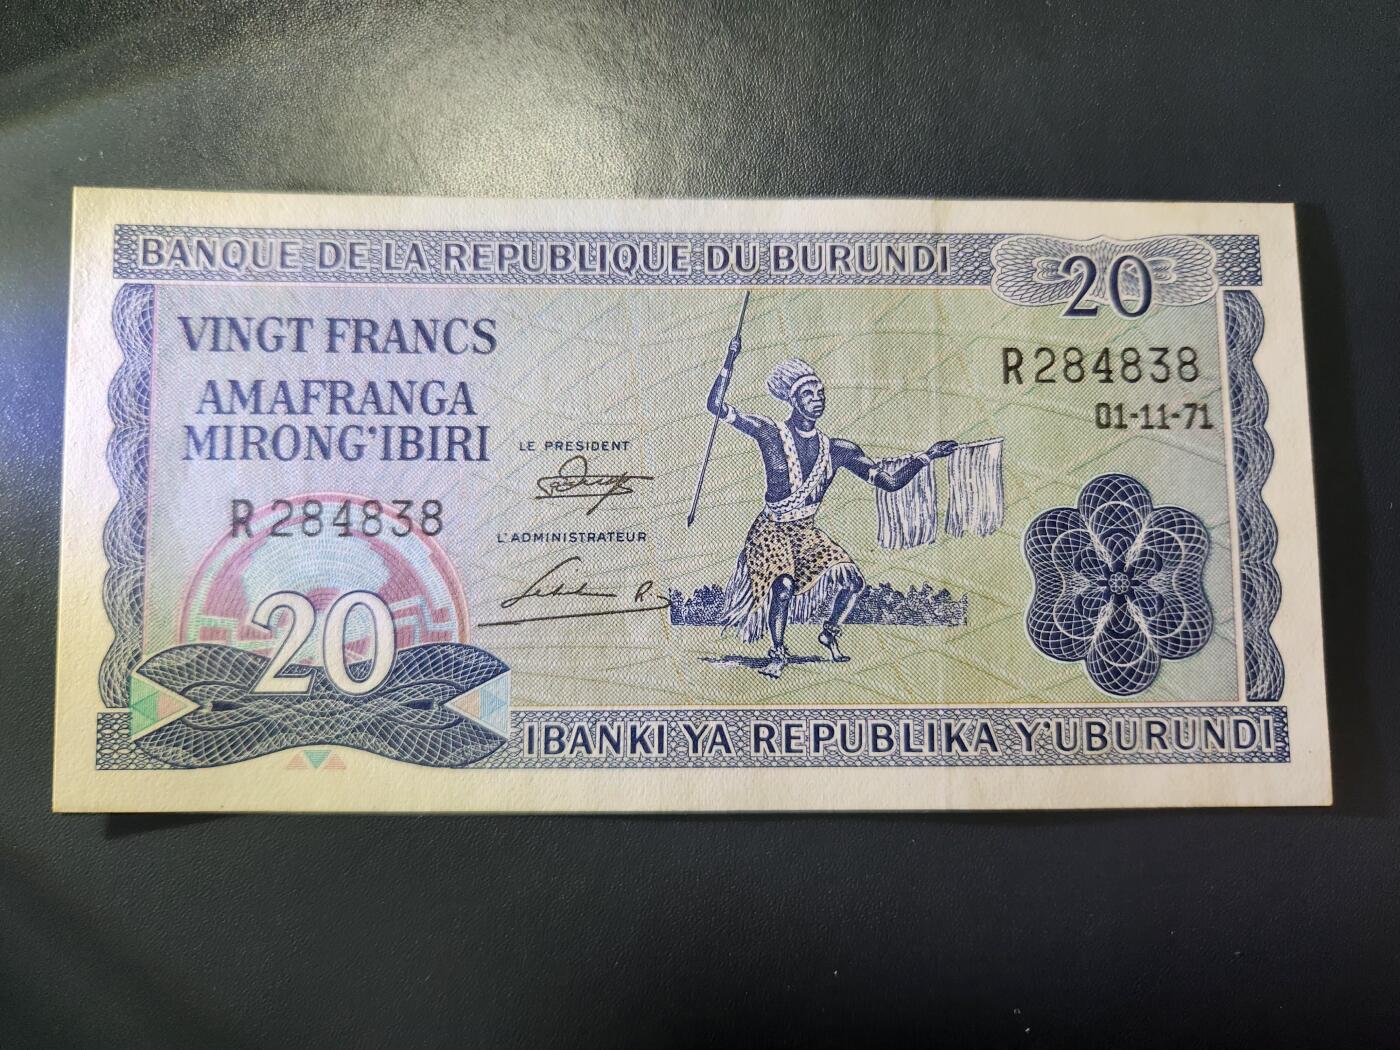 BANQUE DE LA REPUBLIQUE DU BURUNDI
20
VINGT FRANCS
AMAFRANGA
MIRONG'IBIRI
R284838
01-11-71
LE PRESIDENT
R284838
L'ADMINISTRATEUR
20
IBANKI YA REPUBLIKA Y'UBURUNDI